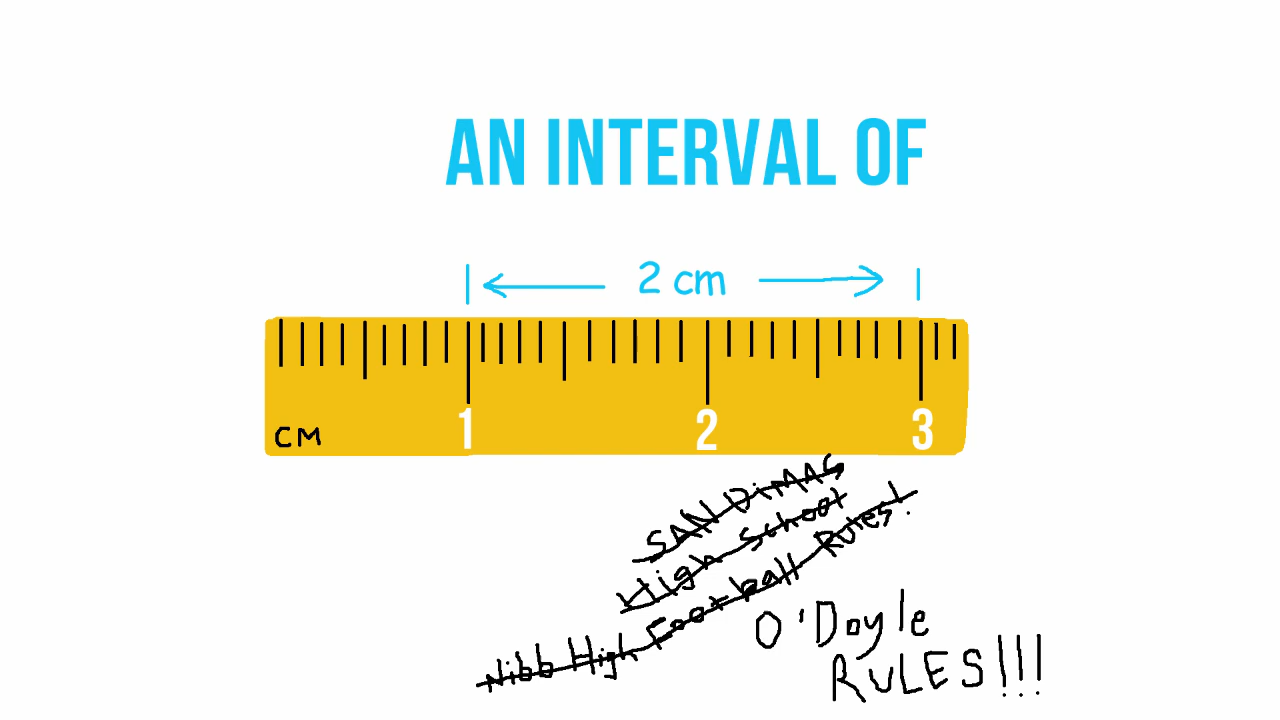 AN INTERVAL OF
2 cm
CM 1 2 3
SAN DiMAS
High School
Football Rules!
Nibb High
O'Doyle
RULES!!!